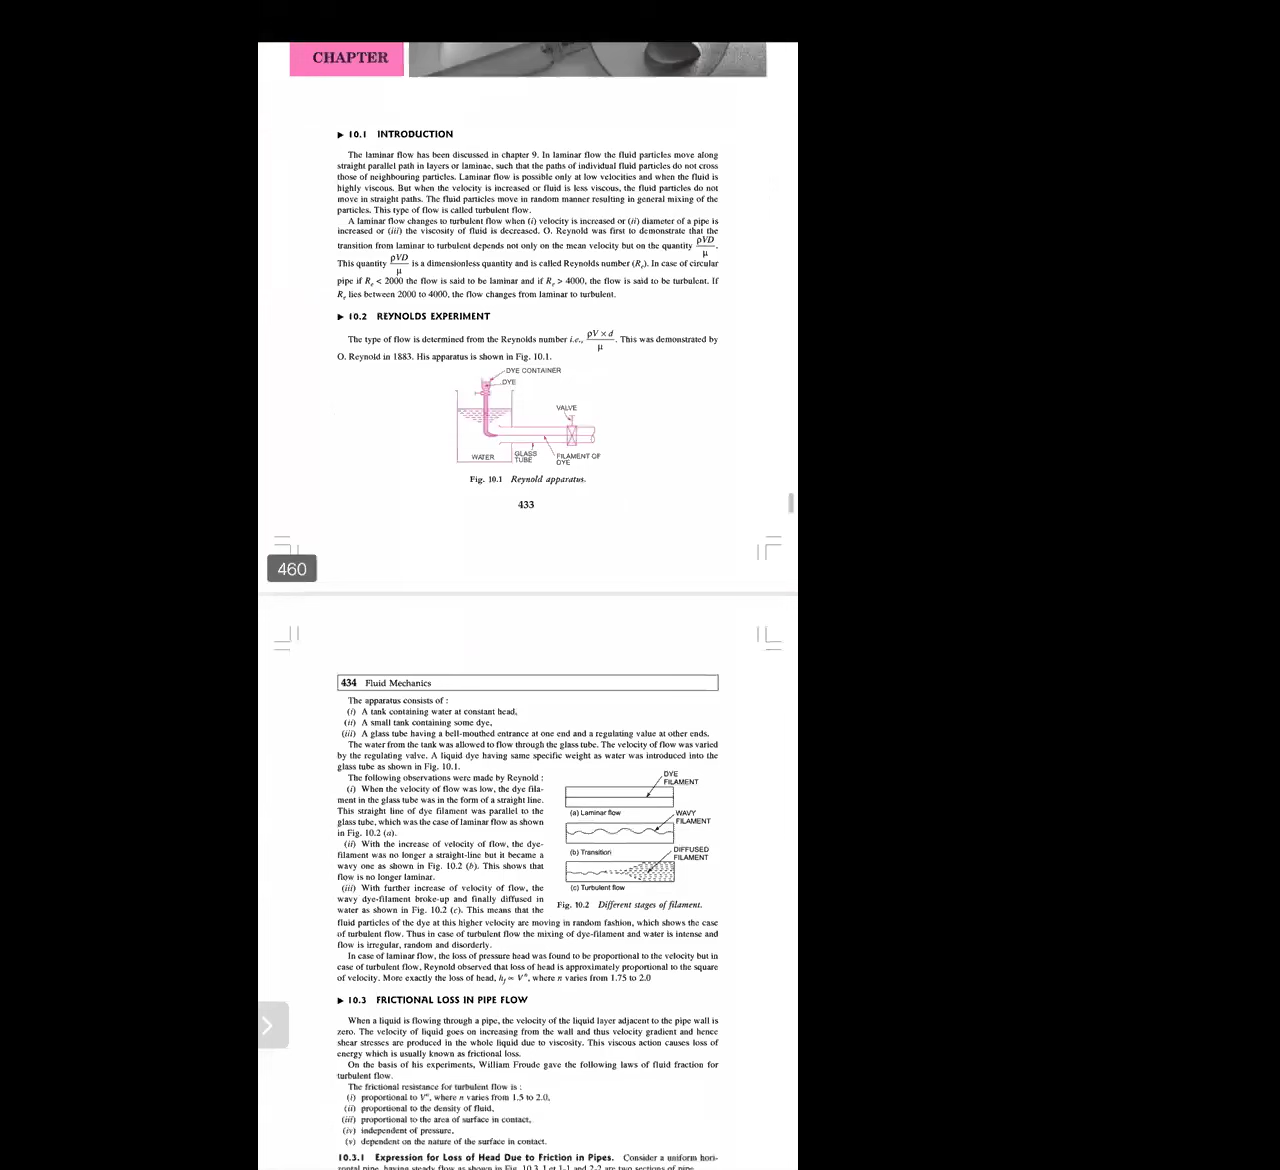 CHAPTER
▶ 10.1 INTRODUCTION
The laminar flow has been discussed in chapter 9. In laminar flow the fluid particles move along
straight parallel path in layers or laminae, such that the paths of individual fluid particles do not cross
those of neighbouring particles. Laminar flow is possible only at low velocities and when the fluid is
highly viscous. But when the velocity is increased or fluid is less viscous, the fluid particles do not
move in straight paths. The fluid particles move in random manner resulting in general mixing of the
particles. This type of flow is called turbulent flow.
A laminar flow changes to turbulent flow when (i) velocity is increased or (ii) diameter of a pipe is
increased or (iii) the viscosity of fluid is decreased. O. Reynold was first to demonstrate that the
transition from laminar to turbulent depends not only on the mean velocity but on the quantity ρVD/μ.
This quantity ρVD/μ is a dimensionless quantity and is called Reynolds number (Re). In case of circular
pipe if Re < 2000 the flow is said to be laminar and if Re > 4000, the flow is said to be turbulent. If
Re lies between 2000 to 4000, the flow changes from laminar to turbulent.
▶ 10.2 REYNOLDS EXPERIMENT
The type of flow is determined from the Reynolds number i.e., ρV × d/μ. This was demonstrated by
O. Reynold in 1883. His apparatus is shown in Fig. 10.1.
DYE CONTAINER
DYE
VALVE
WATER
GLASS
TUBE
FILAMENT OF
DYE
Fig. 10.1 Reynold apparatus.
433
460
434 Fluid Mechanics
The apparatus consists of :
(i) A tank containing water at constant head,
(ii) A small tank containing some dye,
(iii) A glass tube having a bell-mouthed entrance at one end and a regulating value at other ends.
The water from the tank was allowed to flow through the glass tube. The velocity of flow was varied
by the regulating valve. A liquid dye having same specific weight as water was introduced into the
glass tube as shown in Fig. 10.1.
The following observations were made by Reynold :
(i) When the velocity of flow was low, the dye fila-
ment in the glass tube was in the form of a straight line.
This straight line of dye filament was parallel to the
glass tube, which was the case of laminar flow as shown
in Fig. 10.2 (a).
(ii) With the increase of velocity of flow, the dye-
filament was no longer a straight-line but it became a
wavy one as shown in Fig. 10.2 (b). This shows that
flow is no longer laminar.
(iii) With further increase of velocity of flow, the
wavy dye-filament broke-up and finally diffused in
water as shown in Fig. 10.2 (c). This means that the
DYE
FILAMENT
(a) Laminar flow
WAVY
FILAMENT
(b) Transition
DIFFUSED
FILAMENT
(c) Turbulent flow
Fig. 10.2 Different stages of filament.
fluid particles of the dye at this higher velocity are moving in random fashion, which shows the case
of turbulent flow. Thus in case of turbulent flow the mixing of dye-filament and water is intense and
flow is irregular, random and disorderly.
In case of laminar flow, the loss of pressure head was found to be proportional to the velocity but in
case of turbulent flow, Reynold observed that loss of head is approximately proportional to the square
of velocity. More exactly the loss of head, hf ∝ Vⁿ, where n varies from 1.75 to 2.0
▶ 10.3 FRICTIONAL LOSS IN PIPE FLOW
When a liquid is flowing through a pipe, the velocity of the liquid layer adjacent to the pipe wall is
zero. The velocity of liquid goes on increasing from the wall and thus velocity gradient and hence
shear stresses are produced in the whole liquid due to viscosity. This viscous action causes loss of
energy which is usually known as frictional loss.
On the basis of his experiments, William Froude gave the following laws of fluid fraction for
turbulent flow.
The frictional resistance for turbulent flow is :
(i) proportional to Vⁿ, where n varies from 1.5 to 2.0,
(ii) proportional to the density of fluid,
(iii) proportional to the area of surface in contact,
(iv) independent of pressure,
(v) dependent on the nature of the surface in contact.
10.3.1 Expression for Loss of Head Due to Friction in Pipes. Consider a uniform hori-
zontal pipe, having steady flow as shown in Fig. 10.3. Let 1-1 and 2-2 are two sections of pipe.